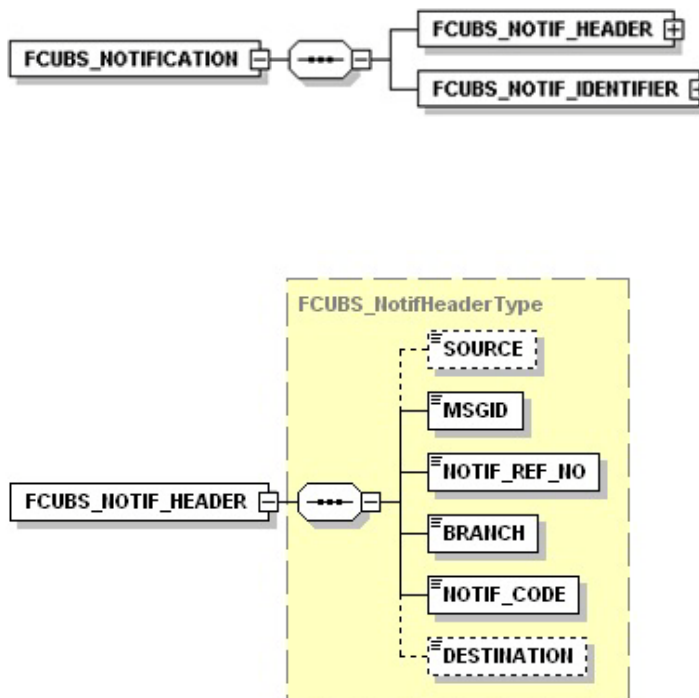 FCUBS_NOTIF_HEADER
FCUBS_NOTIFICATION
FCUBS_NOTIF_IDENTIFIER
FCUBS_NotifHeaderType
SOURCE
MSGID
NOTIF_REF_NO
FCUBS_NOTIF_HEADER
BRANCH
NOTIF_CODE
DESTINATION